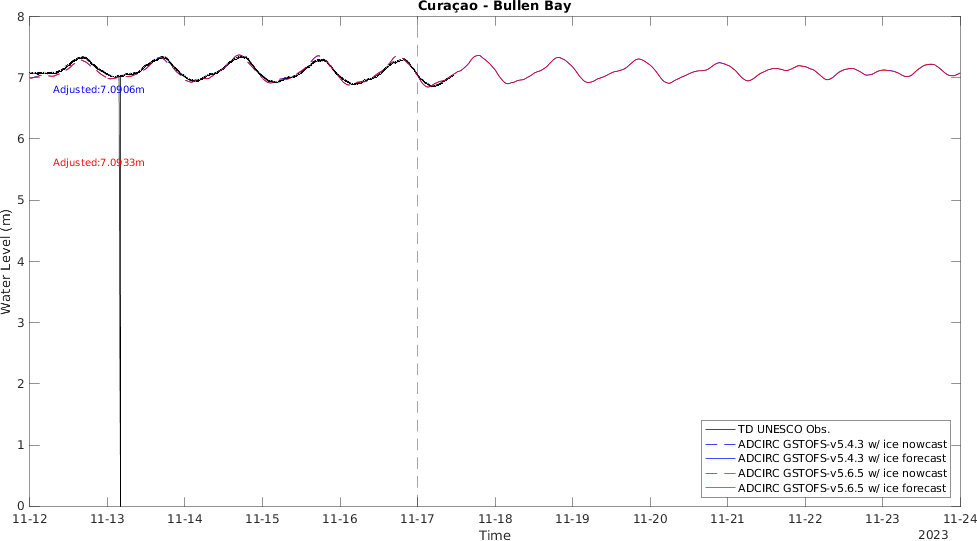 Curaçao - Bullen Bay
8
7
6
5
4
3
2
1
0
Water Level (m)
Adjusted:7.0906m
Adjusted:7.0933m
TD UNESCO Obs.
ADCIRC GSTOFS-v5.4.3 w/ ice nowcast
ADCIRC GSTOFS-v5.4.3 w/ ice forecast
ADCIRC GSTOFS-v5.6.5 w/ ice nowcast
ADCIRC GSTOFS-v5.6.5 w/ ice forecast
11-12 11-13 11-14 11-15 11-16 11-17 11-18 11-19 11-20 11-21 11-22 11-23 11-24
Time
2023